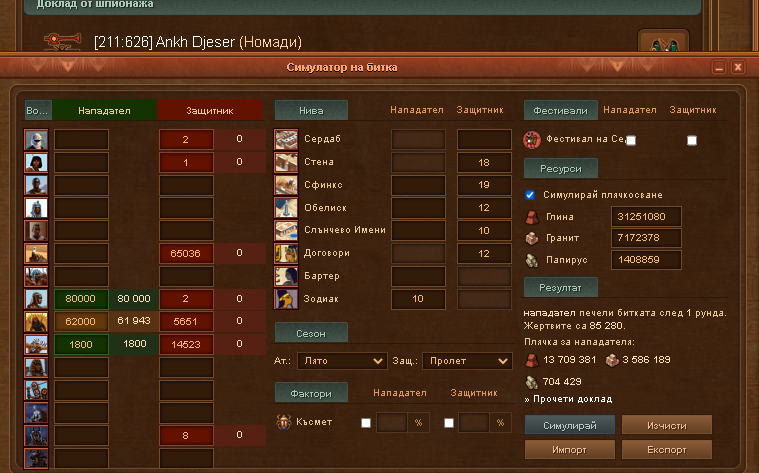 Доклад от шпионажа
[211:626] Ankh Djeser (Номади)
Симулатор на битка
Во... Нападател Защитник
2 0
1 0
65036 0
80000 80 000 2 0
62000 61 943 5651 0
1800 1800 14523 0
8 0
Нива Нападател Защитник
Сердаб
Стена 18
Сфинкс 19
Обелиск 12
Слънчево Имени 10
Договори 12
Бартер
Зодиак 10
Сезон
Ат.: Лято Защ.: Пролет
Фактори Нападател Защитник
Късмет % %
Фестивали Нападател Защитник
Фестивал на Сед
Ресурси
Симулирай плячкосване
Глина 31251080
Гранит 7172378
Папирус 1408859
Резултат
нападател печели битката след 1 рунда.
Жертвите са 85 280.
Плячка за нападателя:
13 709 381 3 586 189
704 429
» Прочети доклад
Симулирай Изчисти
Импорт Експорт